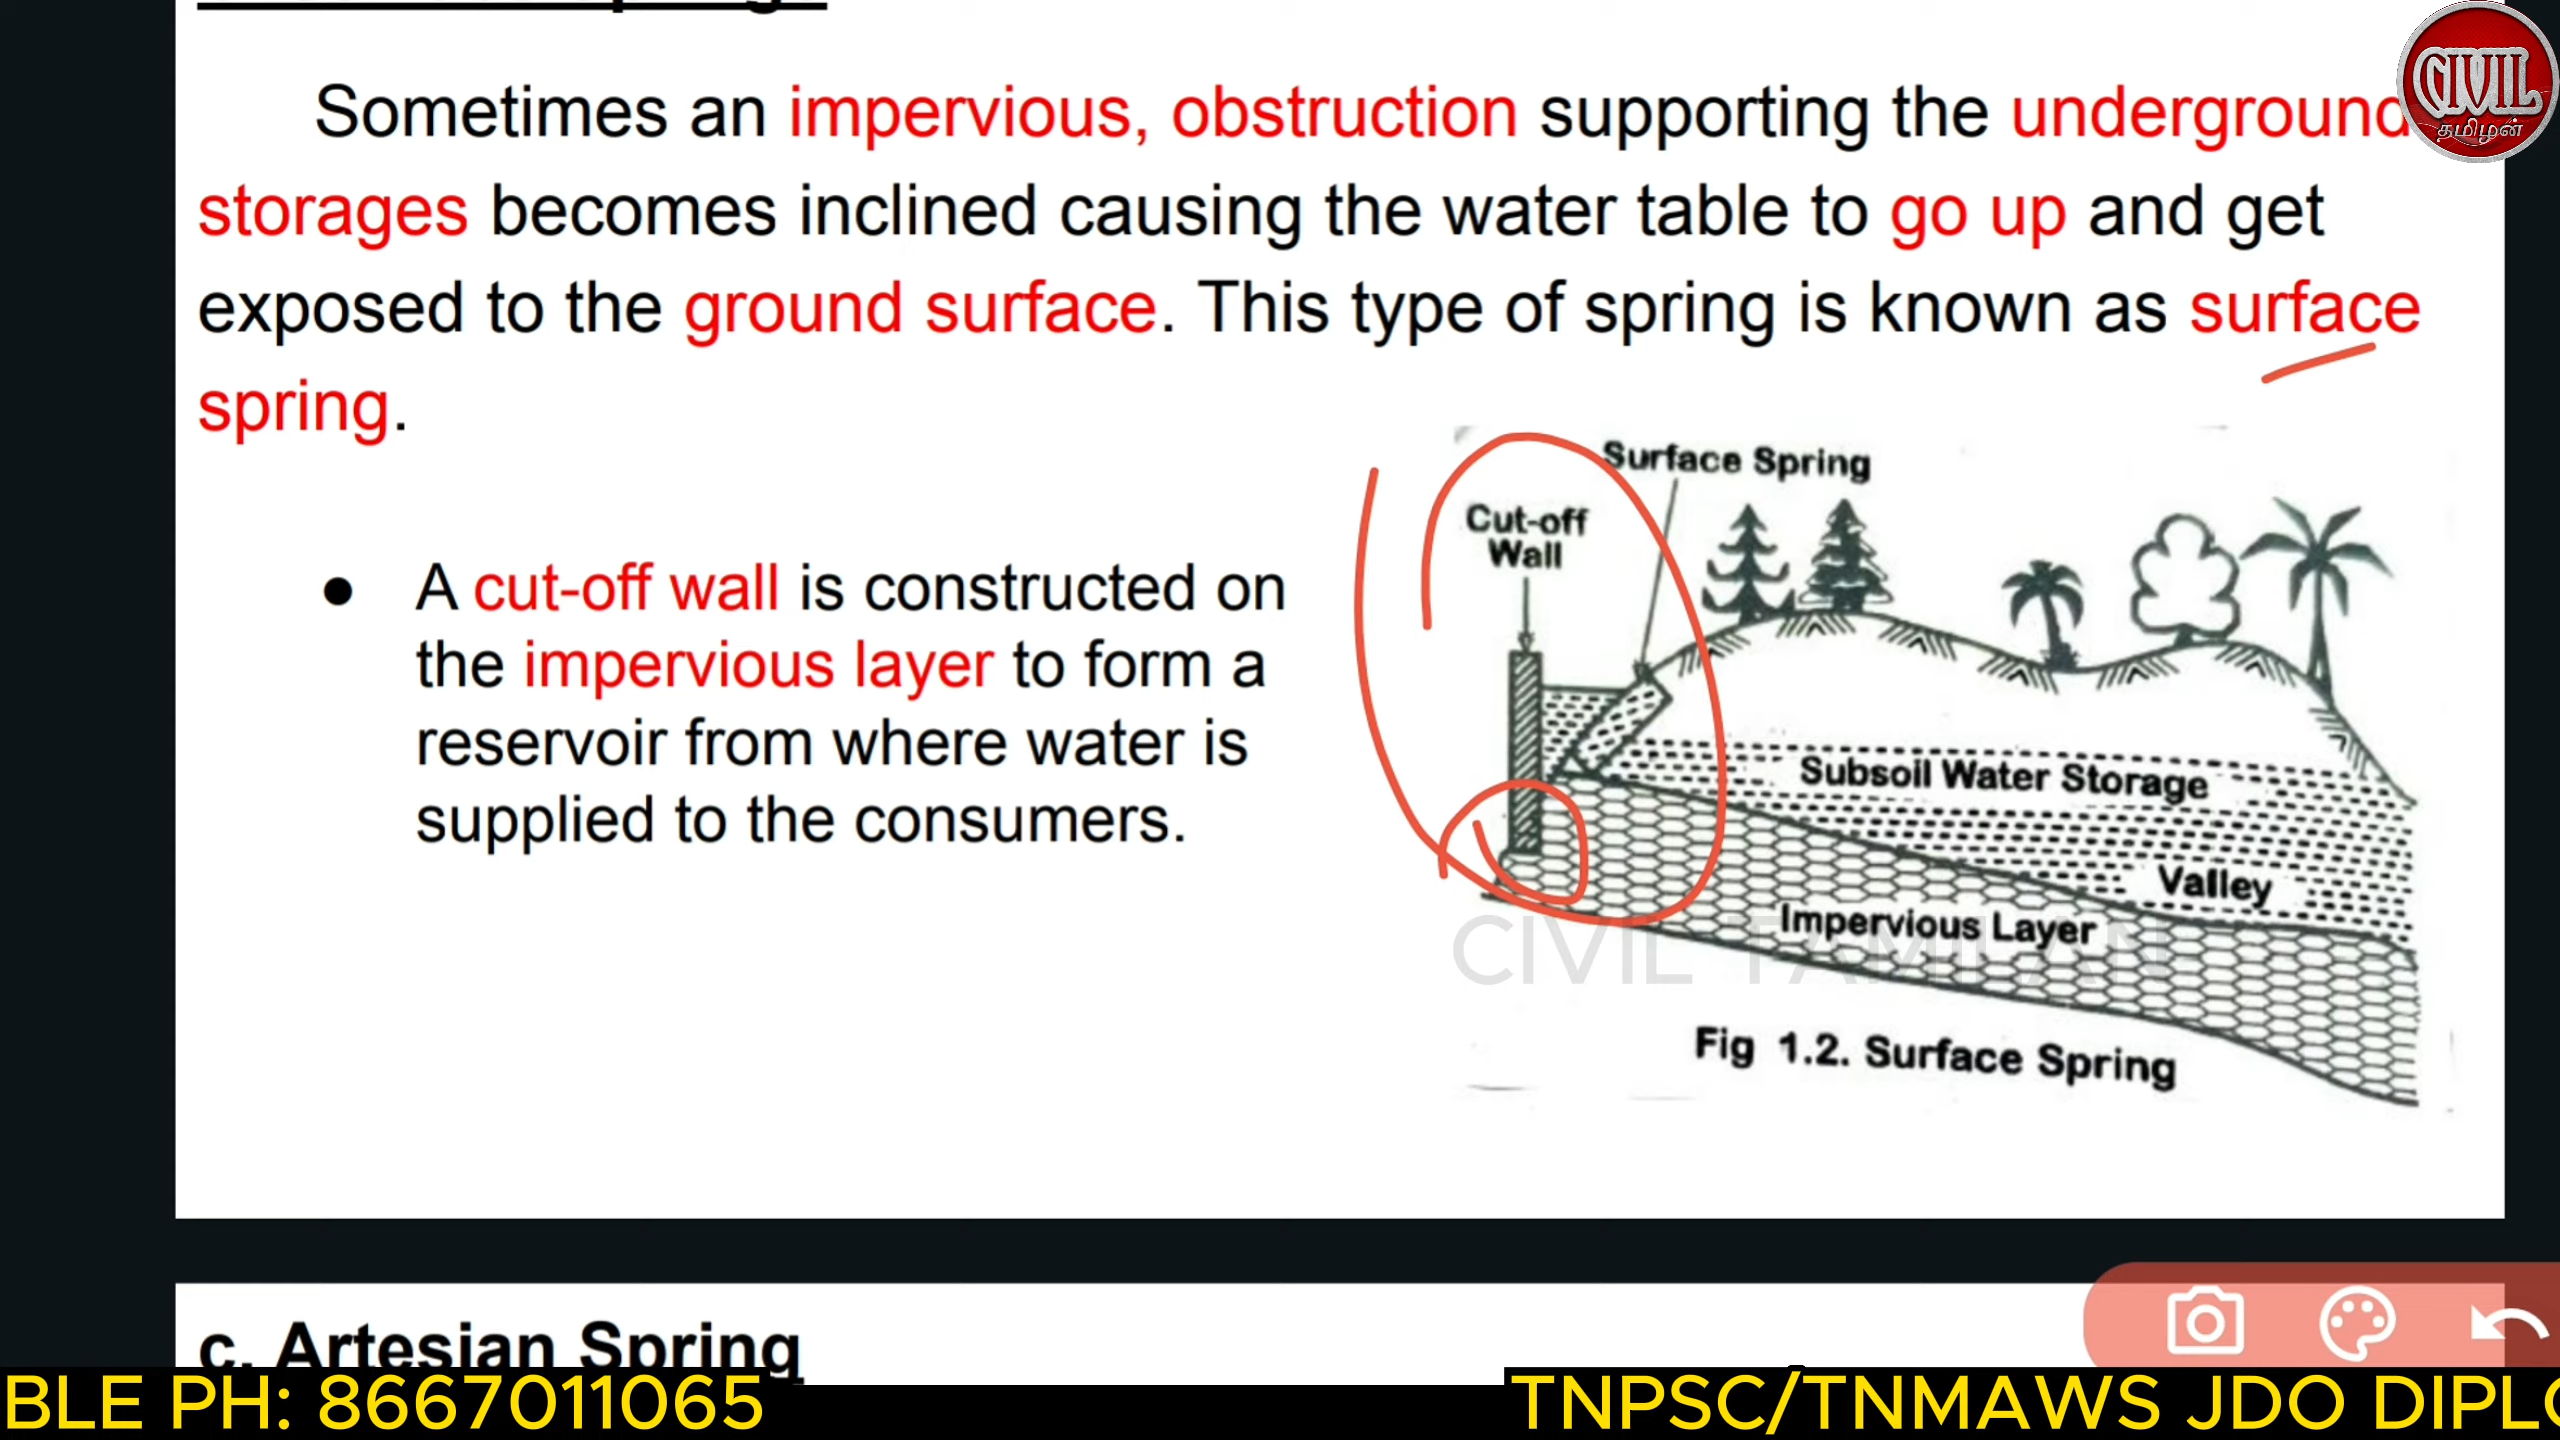 Sometimes an impervious, obstruction supporting the underground
storages becomes inclined causing the water table to go up and get
exposed to the ground surface. This type of spring is known as surface
spring.
● A cut-off wall is constructed on
the impervious layer to form a
reservoir from where water is
supplied to the consumers.
Surface Spring
Cut-off
Wall
Subsoil Water Storage
Valley
Impervious Layer
CIVIL TAMILAN
Fig 1.2. Surface Spring
c. Artesian Spring
BLE PH: 8667011065
TNPSC/TNMAWS JDO DIPLO
CIVIL
தமிழன்